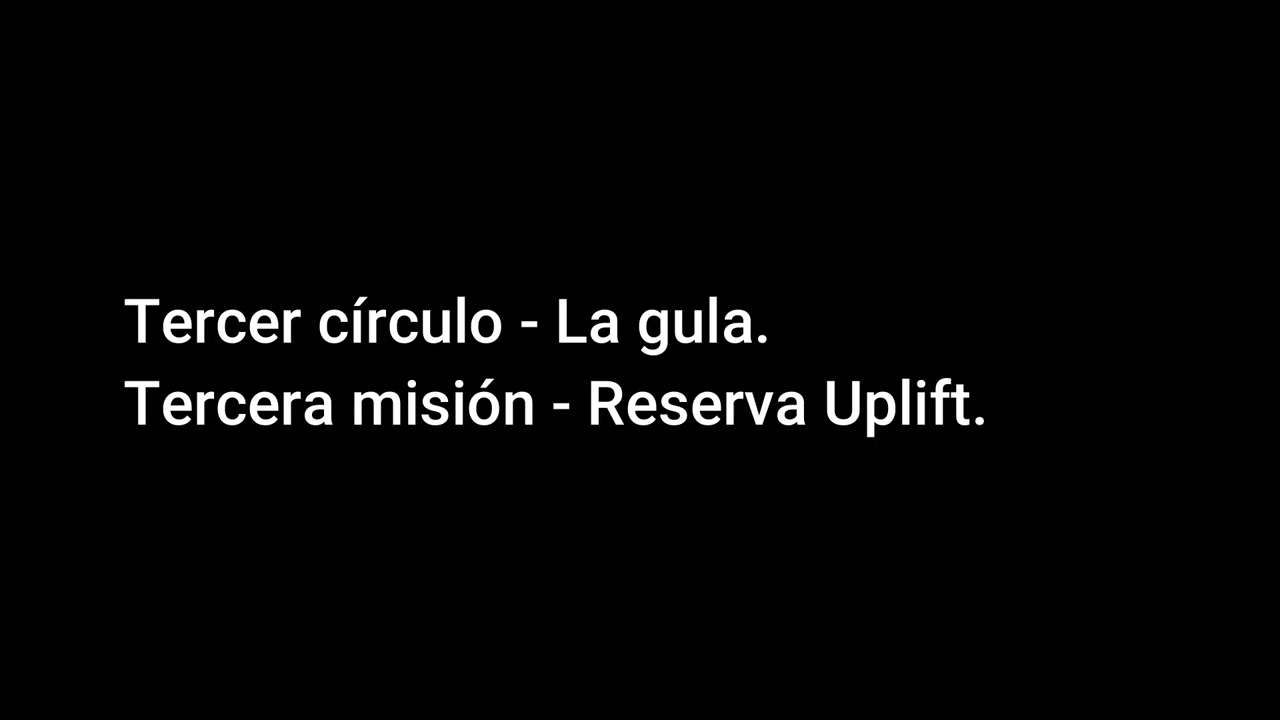 Tercer círculo - La gula.
Tercera misión - Reserva Uplift.